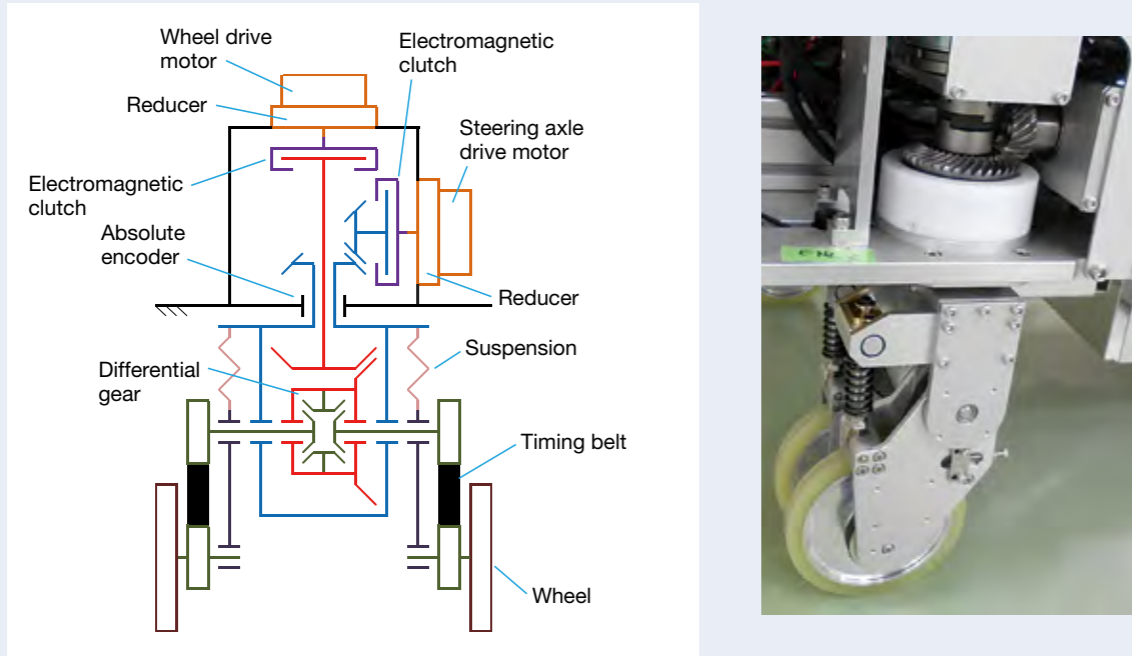 Wheel drive
motor
Electromagnetic
clutch
Reducer
Steering axle
drive motor
Electromagnetic
clutch
Absolute
encoder
Reducer
Suspension
Differential
gear
Timing belt
Wheel